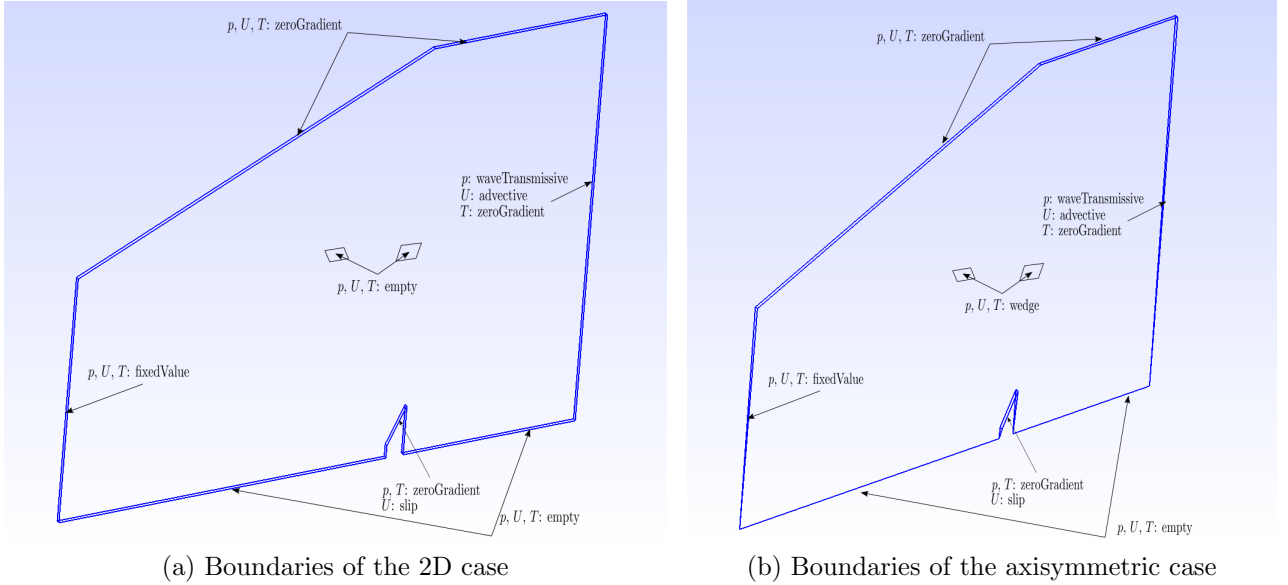 p, U, T: zeroGradient
p: waveTransmissive
U: advective
T: zeroGradient
p, U, T: empty
p, U, T: fixedValue
p, T: zeroGradient
U: slip
p, U, T: empty
(a) Boundaries of the 2D case
p, U, T: zeroGradient
p: waveTransmissive
U: advective
T: zeroGradient
p, U, T: wedge
p, U, T: fixedValue
p, T: zeroGradient
U: slip
p, U, T: empty
(b) Boundaries of the axisymmetric case